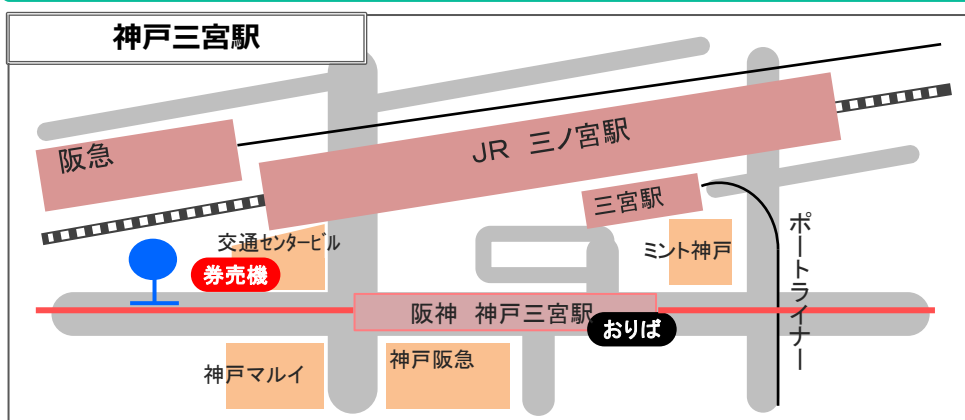 神戸三宮駅
阪急
JR 三ノ宮駅
三宮駅
交通センタービル
券売機
ミント神戸
ポートライナー
阪神 神戸三宮駅
おりば
神戸マルイ
神戸阪急